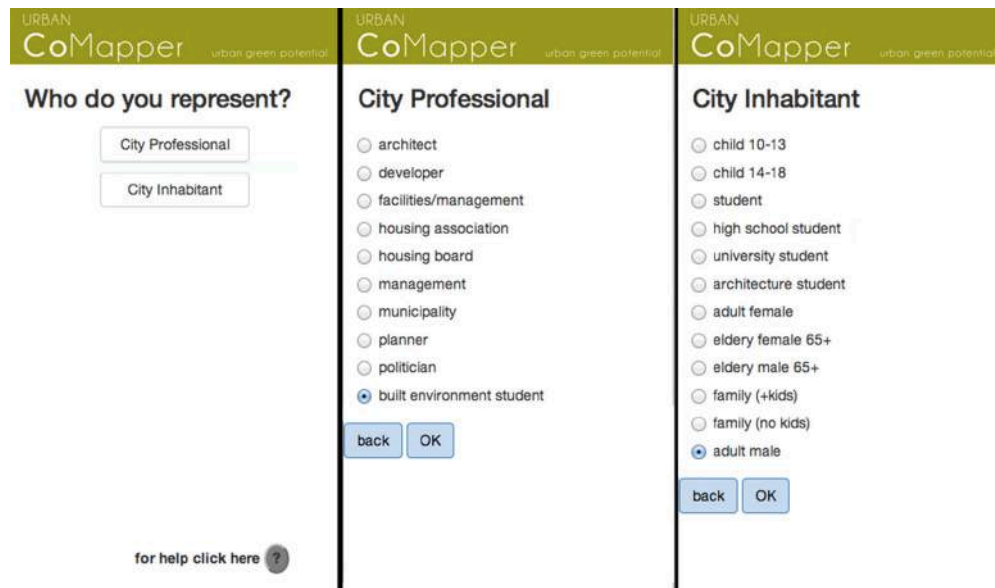 URBAN
CoMapper urban green potential
Who do you represent?
City Professional
City Inhabitant
for help click here ?
URBAN
CoMapper urban green potential
City Professional
architect
developer
facilities/management
housing association
housing board
management
municipality
planner
politician
built environment student
back OK
URBAN
CoMapper urban green potential
City Inhabitant
child 10-13
child 14-18
student
high school student
university student
architecture student
adult female
eldery female 65+
eldery male 65+
family (+kids)
family (no kids)
adult male
back OK